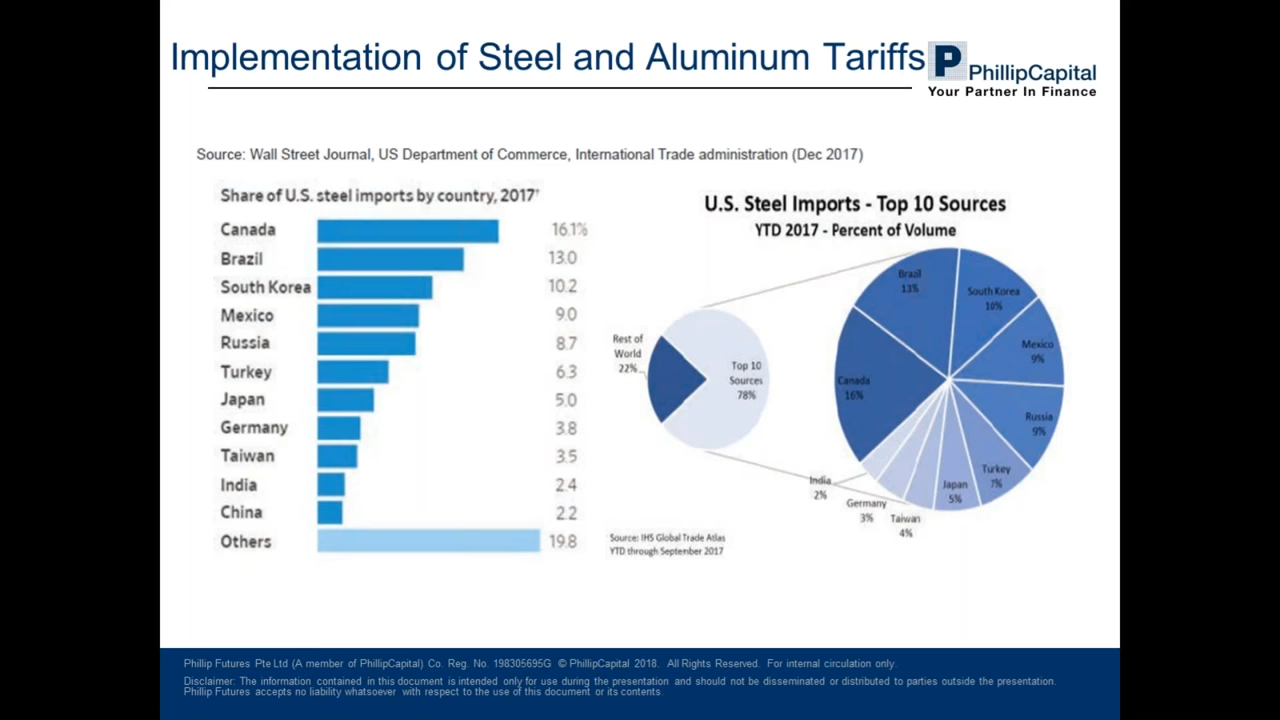 Implementation of Steel and Aluminum Tariffs
P PhillipCapital
Your Partner In Finance
Source: Wall Street Journal, US Department of Commerce, International Trade administration (Dec 2017)
Share of U.S. steel imports by country, 2017†
Canada 16.1%
Brazil 13.0
South Korea 10.2
Mexico 9.0
Russia 8.7
Turkey 6.3
Japan 5.0
Germany 3.8
Taiwan 3.5
India 2.4
China 2.2
Others 19.8
U.S. Steel Imports - Top 10 Sources
YTD 2017 - Percent of Volume
Rest of
World
22%
Top 10
Sources
78%
Brazil
13%
South Korea
10%
Mexico
9%
Russia
9%
Turkey
7%
Japan
5%
Taiwan
4%
Germany
3%
India
2%
Canada
16%
Source: IHS Global Trade Atlas
YTD through September 2017
Phillip Futures Pte Ltd (A member of PhillipCapital) Co. Reg. No. 198305695G © PhillipCapital 2018. All Rights Reserved. For internal circulation only.
Disclaimer: The information contained in this document is intended only for use during the presentation and should not be disseminated or distributed to parties outside the presentation.
Phillip Futures accepts no liability whatsoever with respect to the use of this document or its contents.